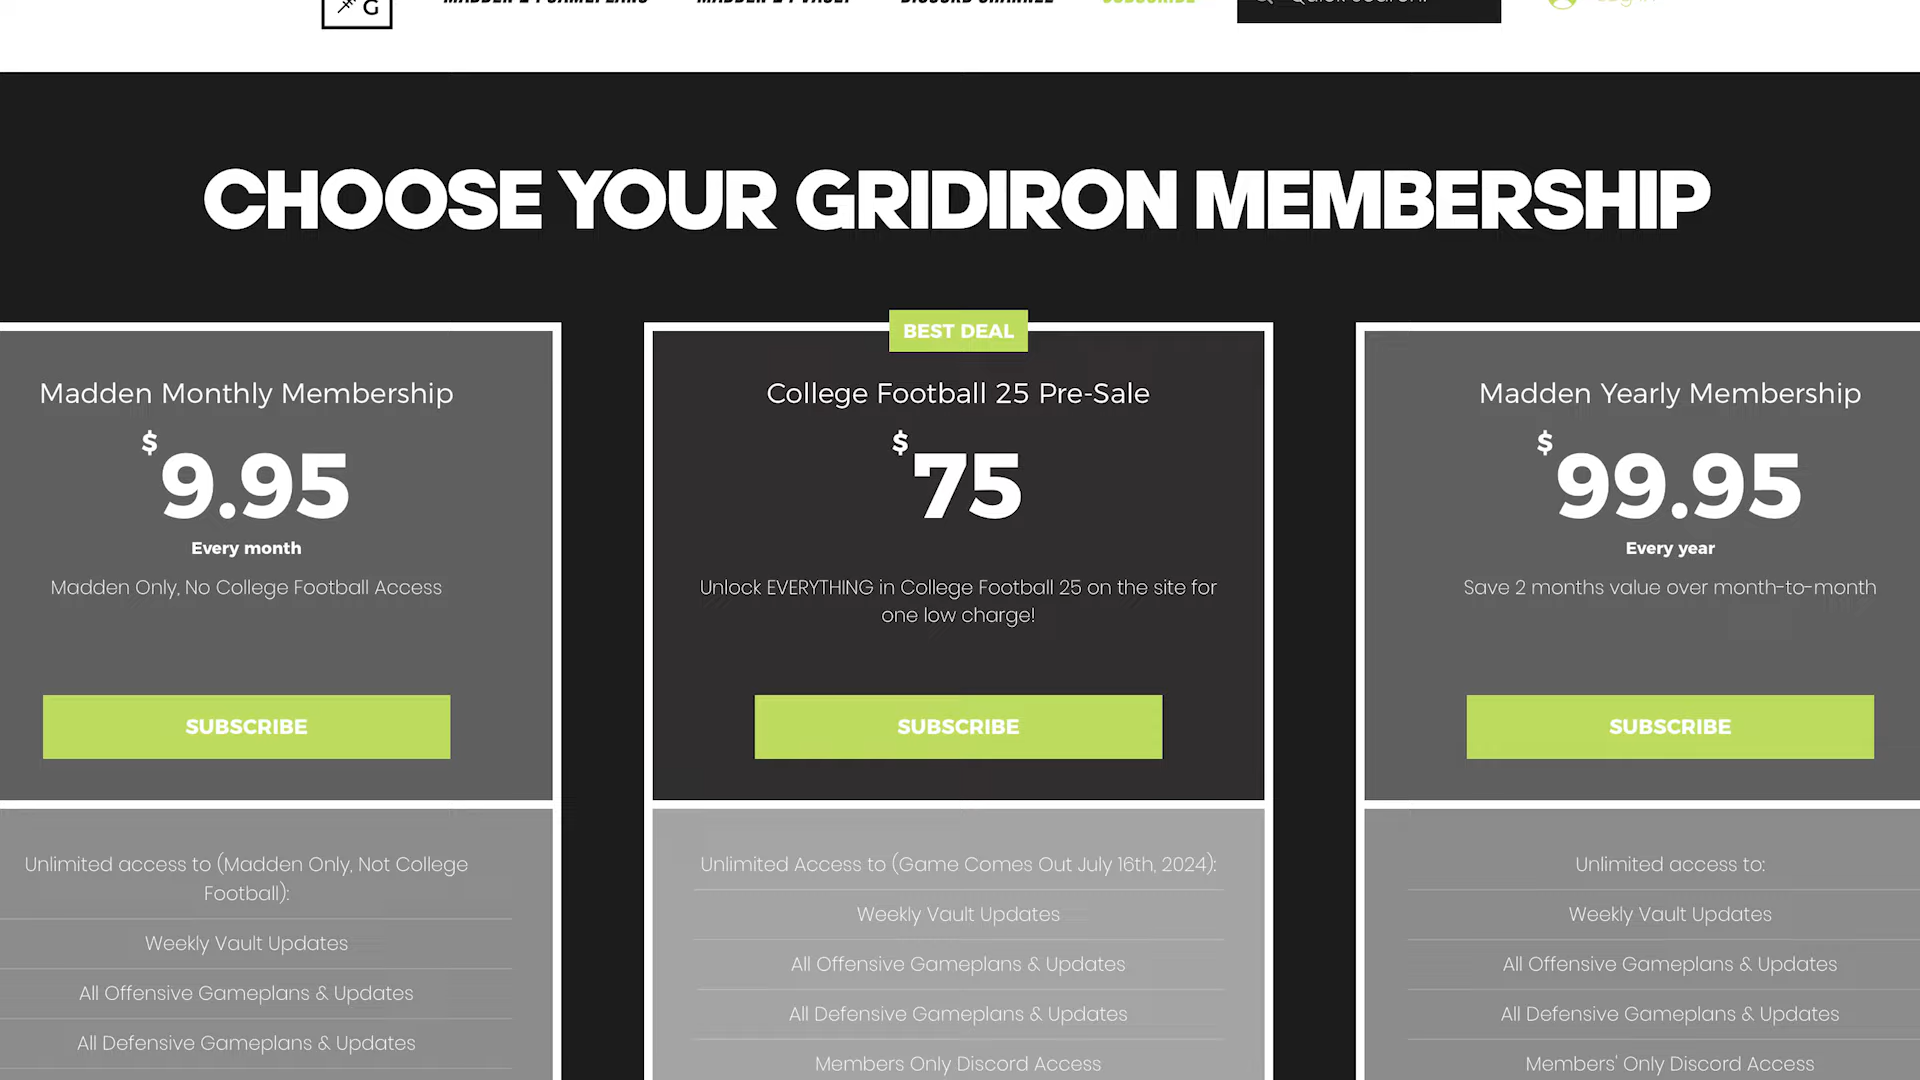 G
CHOOSE YOUR GRIDIRON MEMBERSHIP
BEST DEAL
Madden Monthly Membership
$9.95
Every month
Madden Only, No College Football Access
SUBSCRIBE
Unlimited access to (Madden Only, Not College
Football):
Weekly Vault Updates
All Offensive Gameplans & Updates
All Defensive Gameplans & Updates
College Football 25 Pre-Sale
$75
Unlock EVERYTHING in College Football 25 on the site for
one low charge!
SUBSCRIBE
Unlimited Access to (Game Comes Out July 16th, 2024):
Weekly Vault Updates
All Offensive Gameplans & Updates
All Defensive Gameplans & Updates
Members Only Discord Access
Madden Yearly Membership
$99.95
Every year
Save 2 months value over month-to-month
SUBSCRIBE
Unlimited access to:
Weekly Vault Updates
All Offensive Gameplans & Updates
All Defensive Gameplans & Updates
Members' Only Discord Access